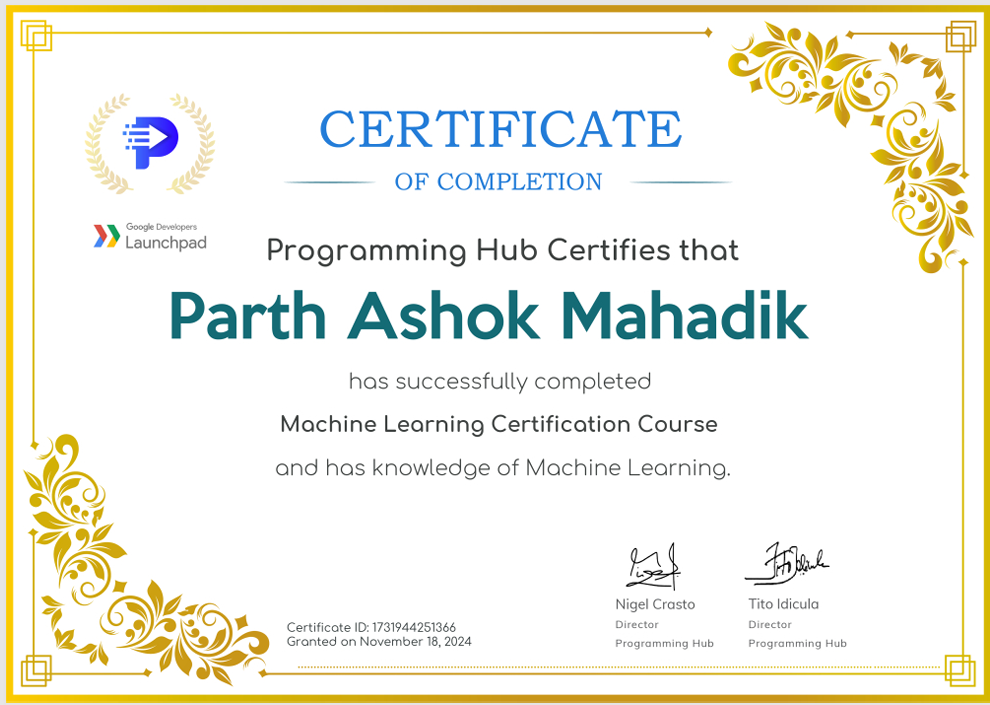 CERTIFICATE
OF COMPLETION
Google Developers
Launchpad
Programming Hub Certifies that
Parth Ashok Mahadik
has successfully completed
Machine Learning Certification Course
and has knowledge of Machine Learning.
Nigel Crasto
Director
Programming Hub
Tito Idicula
Director
Programming Hub
Certificate ID: 1731944251366
Granted on November 18, 2024